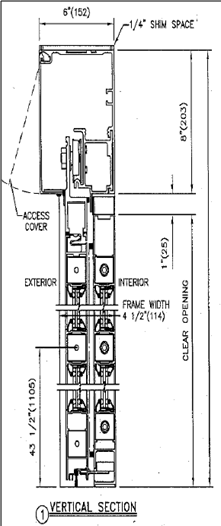 6"(152)
1/4" SHIM SPACE
8"(203)
ACCESS
COVER
1"(25)
EXTERIOR
INTERIOR
FRAME WIDTH
4 1/2"(114)
CLEAR OPENING
43 1/2"(1105)
1 VERTICAL SECTION